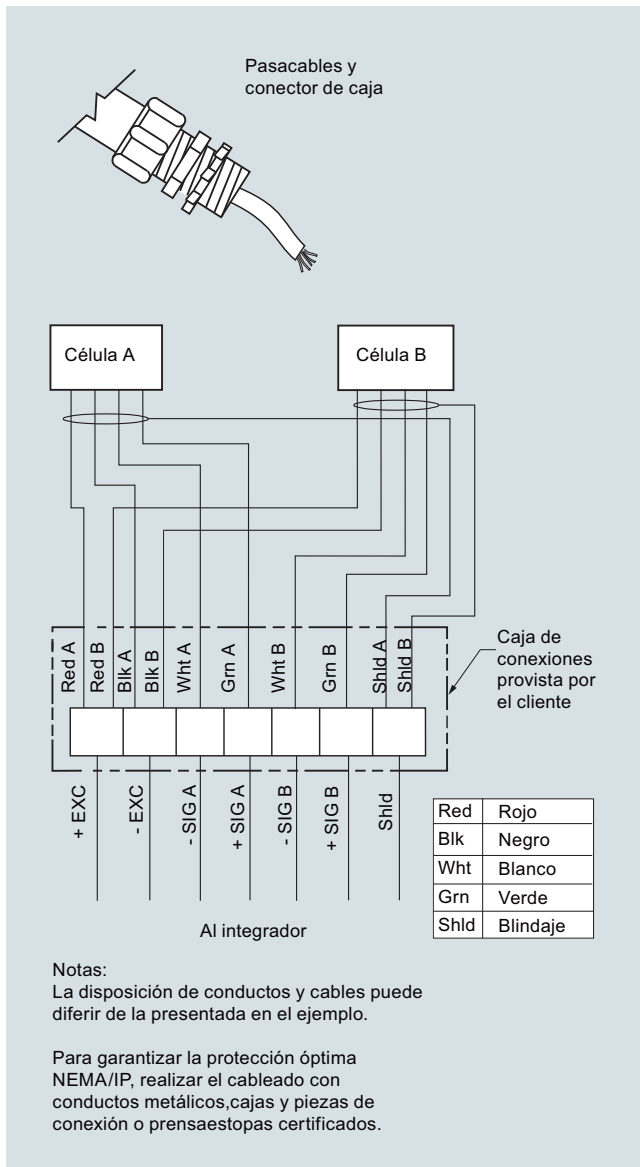 Pasacables y
conector de caja
Célula A
Célula B
Red A
Red B
Blk A
Blk B
Wht A
Grn A
Wht B
Grn B
Shld A
Shld B
Caja de
conexiones
provista por
el cliente
+ EXC
- EXC
- SIG A
+ SIG A
- SIG B
+ SIG B
Shld
Red Rojo
Blk Negro
Wht Blanco
Grn Verde
Shld Blindaje
Al integrador
Notas:
La disposición de conductos y cables puede
diferir de la presentada en el ejemplo.
Para garantizar la protección óptima
NEMA/IP, realizar el cableado con
conductos metálicos,cajas y piezas de
conexión o prensaestopas certificados.